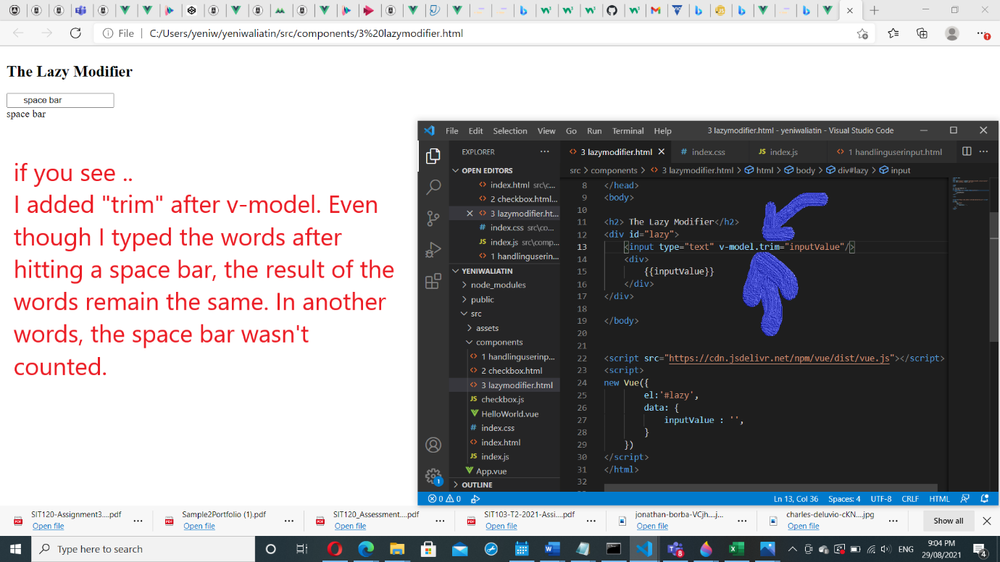 File
C:/Users/yeniw/yeniwaliatin/src/components/3%20lazymodifier.html
The Lazy Modifier
space bar
space bar
if you see ..
I added "trim" after v-model. Even
though I typed the words after
hitting a space bar, the result of the
words remain the same. In another
words, the space bar wasn't
counted.
File Edit Selection View Go Run Terminal Help
3 lazymodifier.html - yeniwaliatin - Visual Studio Code
EXPLORER
OPEN EDITORS
index.html src\c...
2 checkbox.html...
3 lazymodifier.ht...
index.css src\co...
JS index.js src\comp...
1 handlinguserin...
YENIWALIATIN
node_modules
public
src
assets
components
1 handlinguserinp...
2 checkbox.html
3 lazymodifier.html
JS checkbox.js
HelloWorld.vue
# index.css
index.html
JS index.js
App.vue
OUTLINE
3 lazymodifier.html
# index.css
JS index.js
1 handlinguserinput.html
src > components > 3 lazymodifier.html > html > body > div#lazy > input
8 </head>
9 <body>
10
11 <h2> The Lazy Modifier</h2>
12 <div id="lazy">
13 <input type="text" v-model.trim="inputValue"/>
14 <div>
15 {{inputValue}}
16 </div>
17 </div>
18
19 </body>
20
21
22 <script src="https://cdn.jsdelivr.net/npm/vue/dist/vue.js"></script>
23 <script>
24 new Vue({
25 el:'#lazy',
26 data: {
27 inputValue : '',
28 }
29 })
30 </script>
31 </html>
32
0 0
Ln 13, Col 36 Spaces: 4 UTF-8 CRLF HTML
SIT120-Assignment3....pdf
Open file
Sample2Portfolio (1).pdf
Open file
SIT120_Assessment....pdf
Open file
SIT103-T2-2021-Assi....pdf
Open file
jonathan-borba-VCjh....j...
Open file
charles-deluvio-cKN....jpg
Open file
Show all
Type here to search
ENG
9:04 PM
29/08/2021